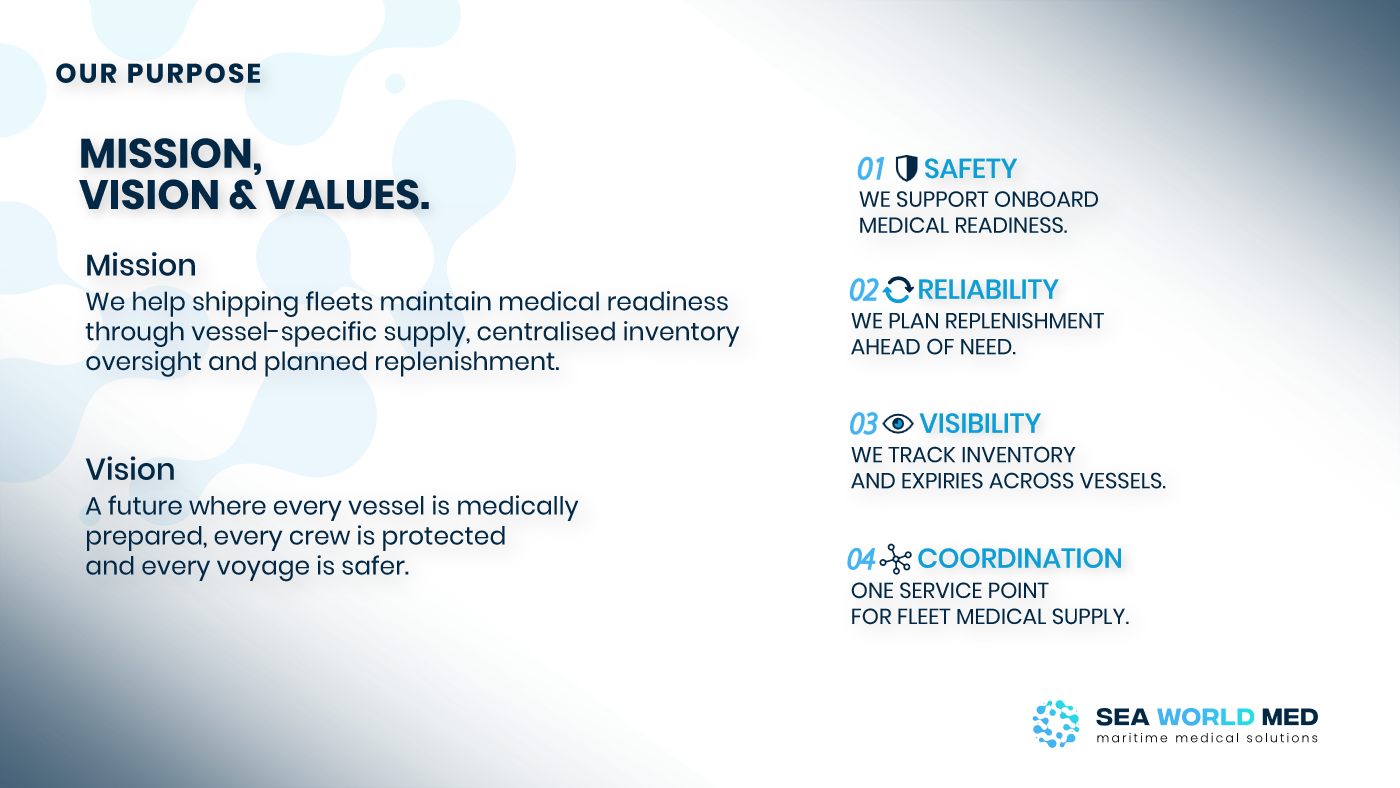 OUR PURPOSE
MISSION,
VISION & VALUES.
Mission
We help shipping fleets maintain medical readiness
through vessel-specific supply, centralised inventory
oversight and planned replenishment.
Vision
A future where every vessel is medically
prepared, every crew is protected
and every voyage is safer.
01 SAFETY
WE SUPPORT ONBOARD
MEDICAL READINESS.
02 RELIABILITY
WE PLAN REPLENISHMENT
AHEAD OF NEED.
03 VISIBILITY
WE TRACK INVENTORY
AND EXPIRIES ACROSS VESSELS.
04 COORDINATION
ONE SERVICE POINT
FOR FLEET MEDICAL SUPPLY.
SEA WORLD MED
maritime medical solutions